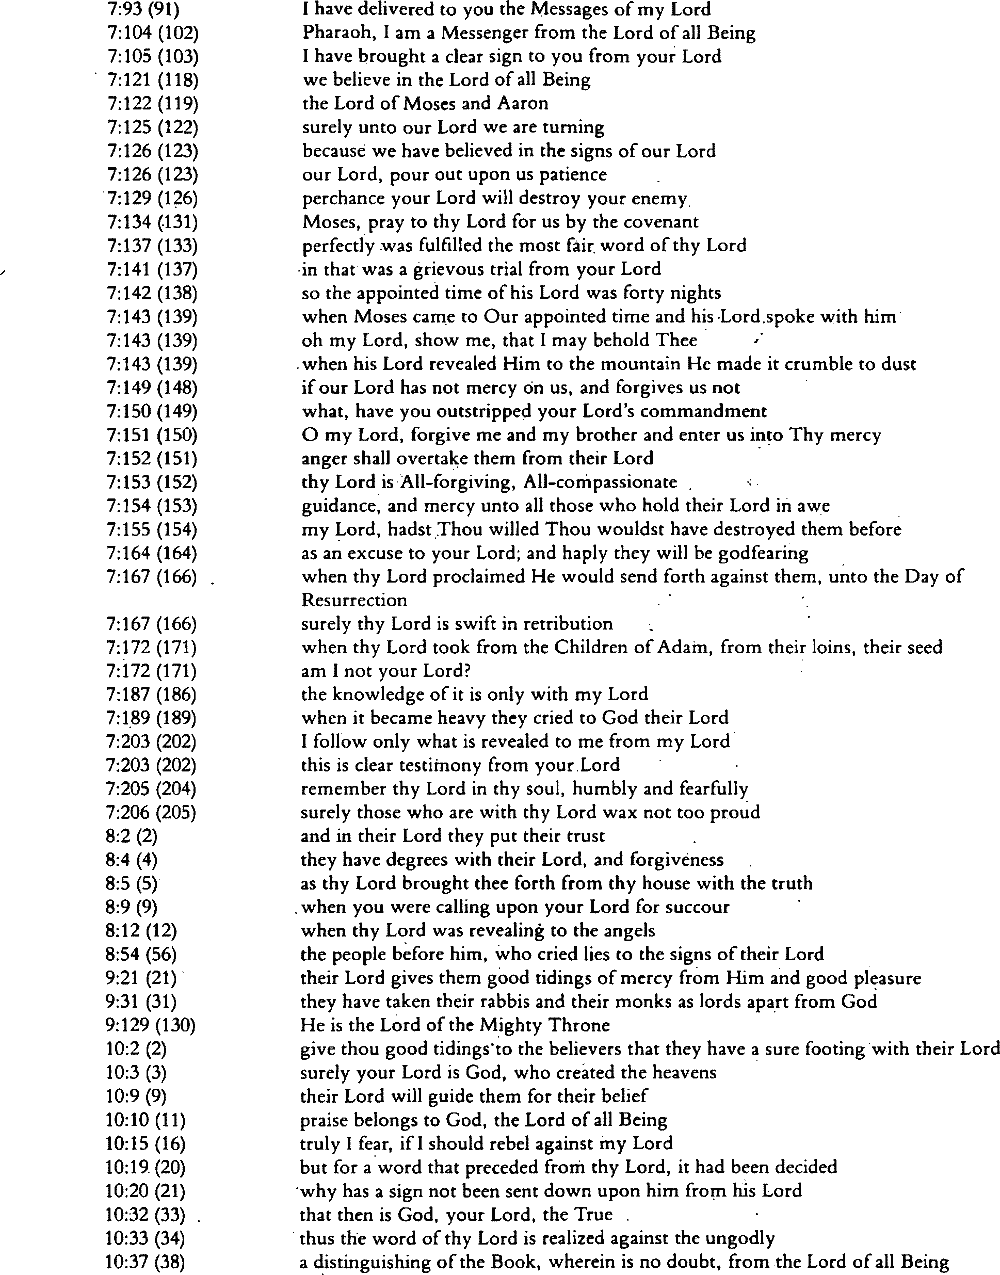 7:93 (91) I have delivered to you the Messages of my Lord
7:104 (102) Pharaoh, I am a Messenger from the Lord of all Being
7:105 (103) I have brought a clear sign to you from your Lord
7:121 (118) we believe in the Lord of all Being
7:122 (119) the Lord of Moses and Aaron
7:125 (122) surely unto our Lord we are turning
7:126 (123) because we have believed in the signs of our Lord
7:126 (123) our Lord, pour out upon us patience
7:129 (126) perchance your Lord will destroy your enemy
7:134 (131) Moses, pray to thy Lord for us by the covenant
7:137 (133) perfectly was fulfilled the most fair word of thy Lord
7:141 (137) in that was a grievous trial from your Lord
7:142 (138) so the appointed time of his Lord was forty nights
7:143 (139) when Moses came to Our appointed time and his Lord spoke with him
7:143 (139) oh my Lord, show me, that I may behold Thee
7:143 (139) when his Lord revealed Him to the mountain He made it crumble to dust
7:149 (148) if our Lord has not mercy on us, and forgives us not
7:150 (149) what, have you outstripped your Lord's commandment
7:151 (150) O my Lord, forgive me and my brother and enter us into Thy mercy
7:152 (151) anger shall overtake them from their Lord
7:153 (152) thy Lord is All-forgiving, All-compassionate
7:154 (153) guidance, and mercy unto all those who hold their Lord in awe
7:155 (154) my Lord, hadst Thou willed Thou wouldst have destroyed them before
7:164 (164) as an excuse to your Lord; and haply they will be godfearing
7:167 (166) when thy Lord proclaimed He would send forth against them, unto the Day of
Resurrection
7:167 (166) surely thy Lord is swift in retribution
7:172 (171) when thy Lord took from the Children of Adam, from their loins, their seed
7:172 (171) am I not your Lord?
7:187 (186) the knowledge of it is only with my Lord
7:189 (189) when it became heavy they cried to God their Lord
7:203 (202) I follow only what is revealed to me from my Lord
7:203 (202) this is clear testimony from your Lord
7:205 (204) remember thy Lord in thy soul, humbly and fearfully
7:206 (205) surely those who are with thy Lord wax not too proud
8:2 (2) and in their Lord they put their trust
8:4 (4) they have degrees with their Lord, and forgiveness
8:5 (5) as thy Lord brought thee forth from thy house with the truth
8:9 (9) when you were calling upon your Lord for succour
8:12 (12) when thy Lord was revealing to the angels
8:54 (56) the people before him, who cried lies to the signs of their Lord
9:21 (21) their Lord gives them good tidings of mercy from Him and good pleasure
9:31 (31) they have taken their rabbis and their monks as lords apart from God
9:129 (130) He is the Lord of the Mighty Throne
10:2 (2) give thou good tidings to the believers that they have a sure footing with their Lord
10:3 (3) surely your Lord is God, who created the heavens
10:9 (9) their Lord will guide them for their belief
10:10 (11) praise belongs to God, the Lord of all Being
10:15 (16) truly I fear, if I should rebel against my Lord
10:19 (20) but for a word that preceded from thy Lord, it had been decided
10:20 (21) why has a sign not been sent down upon him from his Lord
10:32 (33) that then is God, your Lord, the True
10:33 (34) thus the word of thy Lord is realized against the ungodly
10:37 (38) a distinguishing of the Book, wherein is no doubt, from the Lord of all Being